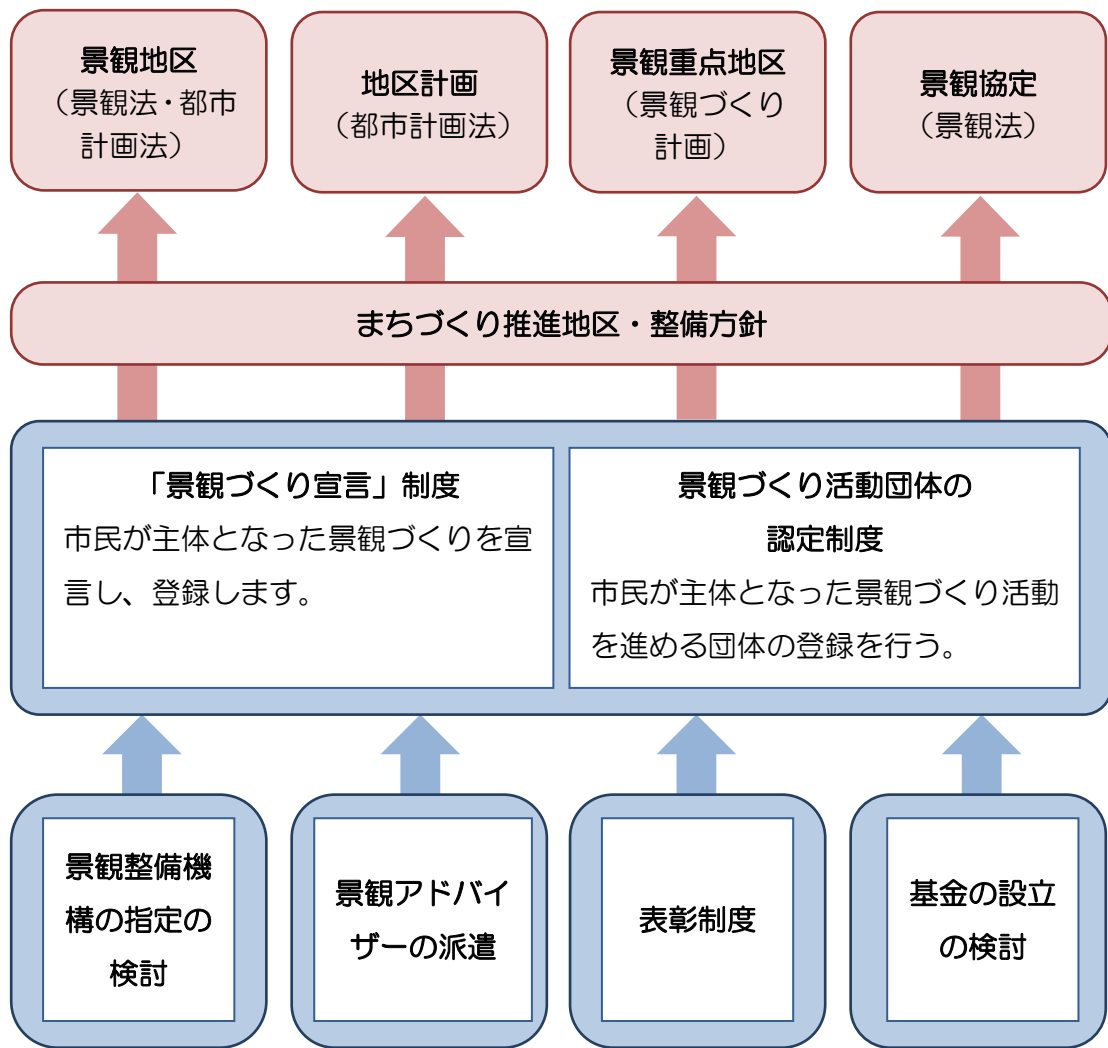 景観地区
（景観法・都市
計画法）
地区計画
（都市計画法）
景観重点地区
（景観づくり
計画）
景観協定
（景観法）
まちづくり推進地区・整備方針
「景観づくり宣言」制度
市民が主体となった景観づくりを宣
言し、登録します。
景観づくり活動団体の
認定制度
市民が主体となった景観づくり活動
を進める団体の登録を行う。
景観整備機
構の指定の
検討
景観アドバイ
ザーの派遣
表彰制度
基金の設立
の検討